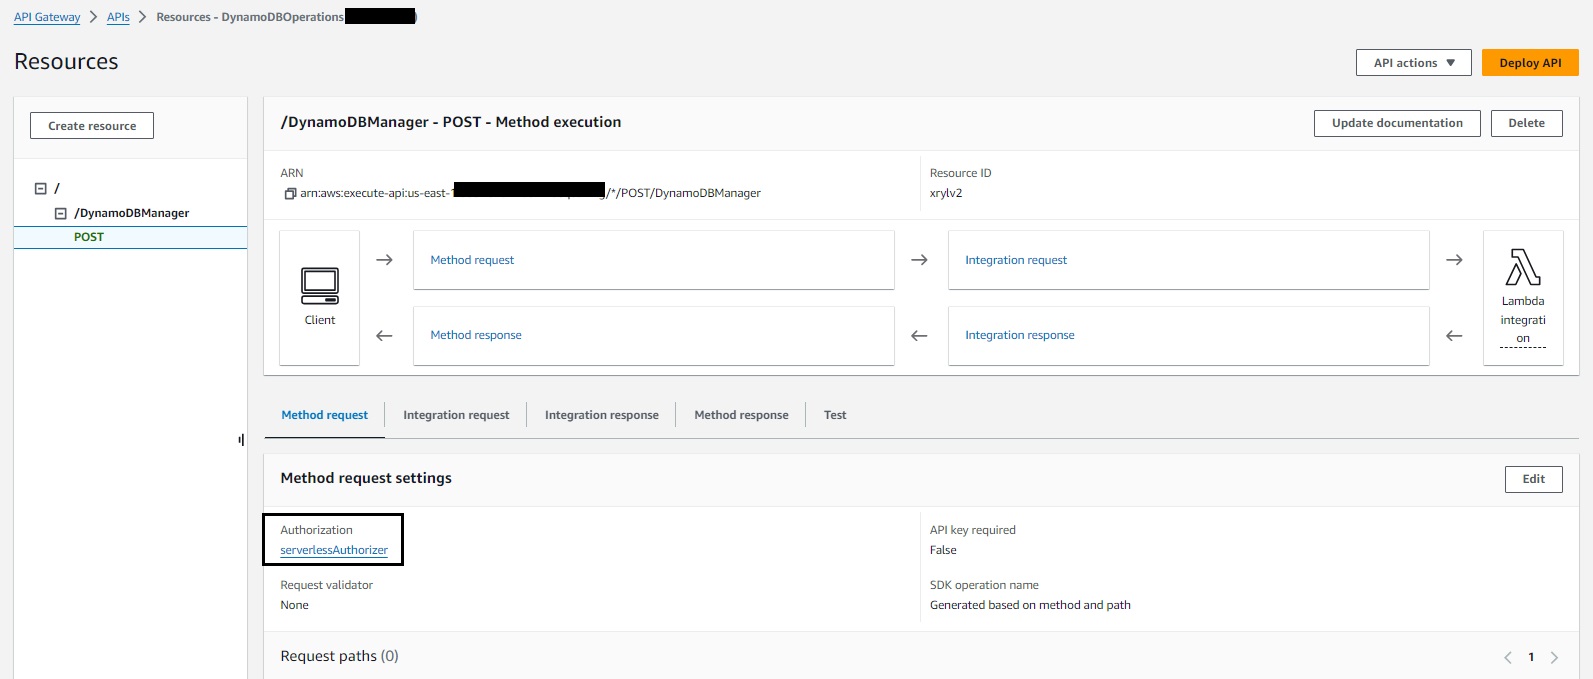 API Gateway > APIs > Resources - DynamoDBOperations
Resources
API actions ▼
Deploy API
Create resource
/
/DynamoDBManager
POST
/DynamoDBManager - POST - Method execution
Update documentation
Delete
ARN
arn:aws:execute-api:us-east-
/*/POST/DynamoDBManager
Resource ID
xrylv2
Client
Method request
Integration request
Method response
Integration response
Lambda
integrati
on
Method request
Integration request
Integration response
Method response
Test
Method request settings
Edit
Authorization
serverlessAuthorizer
API key required
False
Request validator
None
SDK operation name
Generated based on method and path
Request paths (0)
< 1 >